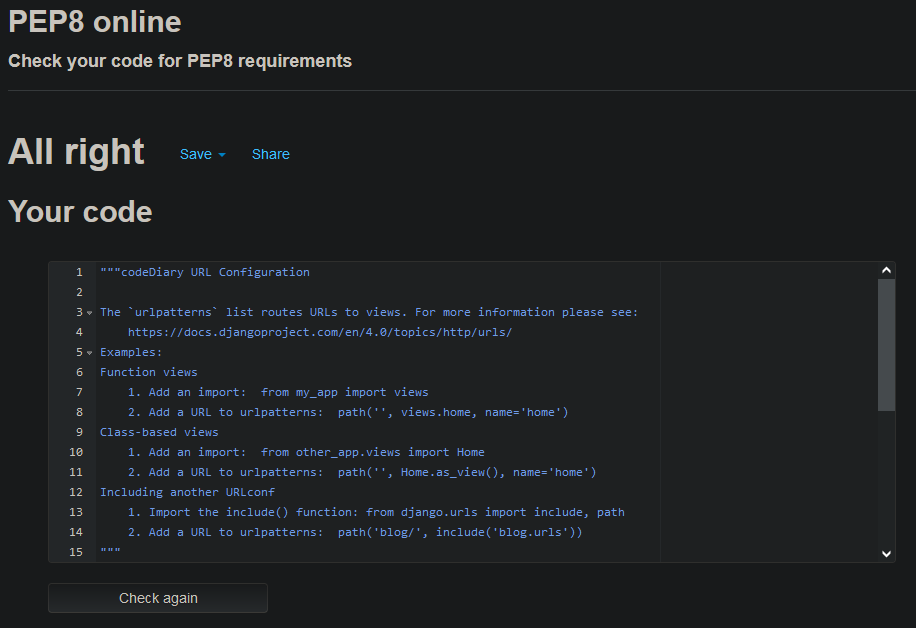 PEP8 online
Check your code for PEP8 requirements
All right Save Share
Your code
1 """codeDiary URL Configuration
2
3 The `urlpatterns` list routes URLs to views. For more information please see:
4     https://docs.djangoproject.com/en/4.0/topics/http/urls/
5 Examples:
6 Function views
7     1. Add an import:  from my_app import views
8     2. Add a URL to urlpatterns:  path('', views.home, name='home')
9 Class-based views
10     1. Add an import:  from other_app.views import Home
11     2. Add a URL to urlpatterns:  path('', Home.as_view(), name='home')
12 Including another URLconf
13     1. Import the include() function: from django.urls import include, path
14     2. Add a URL to urlpatterns:  path('blog/', include('blog.urls'))
15 """
Check again